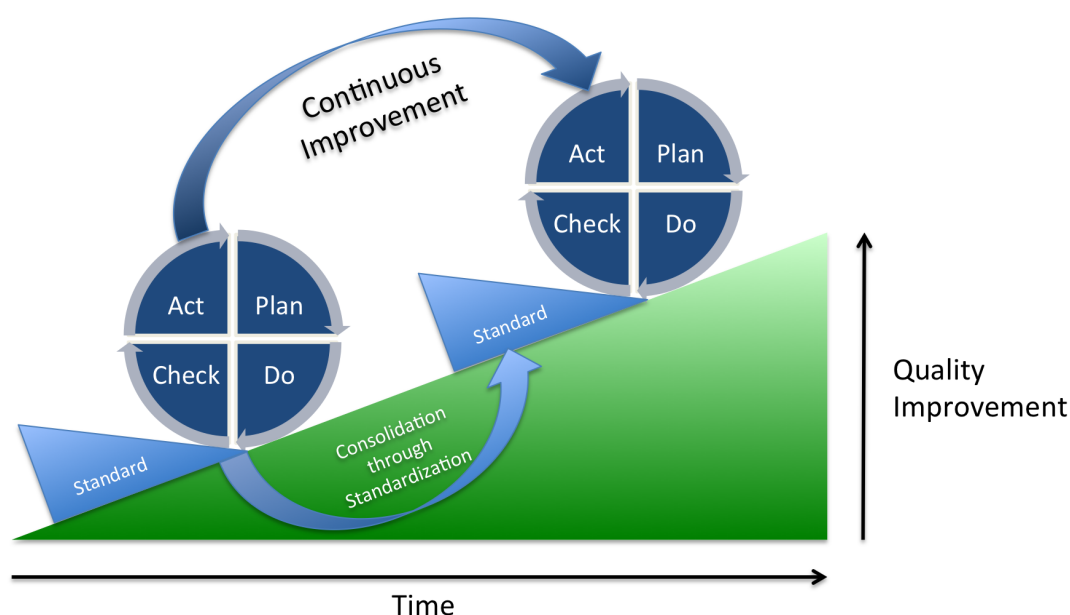 Continuous
Improvement
Act
Plan
Check
Do
Standard
Act
Plan
Check
Do
Standard
Consolidation
through
Standardization
Quality
Improvement
Time